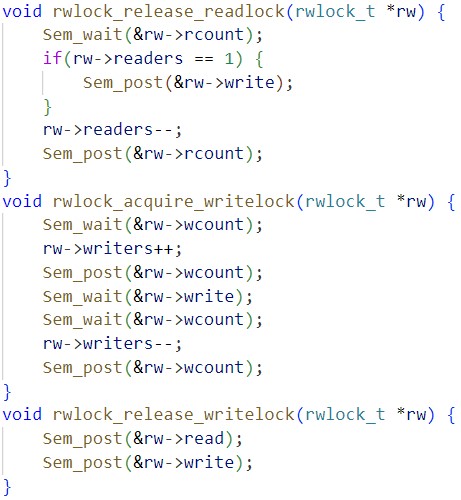 void rwlock_release_readlock(rwlock_t *rw) {
    Sem_wait(&rw->rcount);
    if(rw->readers == 1) {
        Sem_post(&rw->write);
    }
    rw->readers--;
    Sem_post(&rw->rcount);
}
void rwlock_acquire_writelock(rwlock_t *rw) {
    Sem_wait(&rw->wcount);
    rw->writers++;
    Sem_post(&rw->wcount);
    Sem_wait(&rw->write);
    Sem_wait(&rw->wcount);
    rw->writers--;
    Sem_post(&rw->wcount);
}
void rwlock_release_writelock(rwlock_t *rw) {
    Sem_post(&rw->read);
    Sem_post(&rw->write);
}